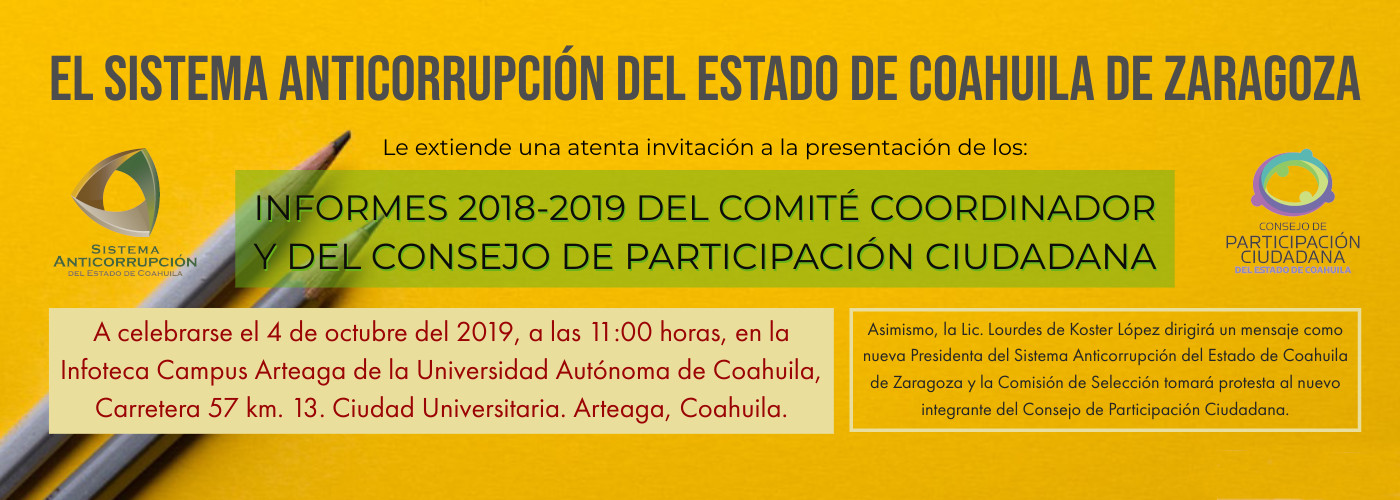 EL SISTEMA ANTICORRUPCIÓN DEL ESTADO DE COAHUILA DE ZARAGOZA
Le extiende una atenta invitación a la presentación de los:
INFORMES 2018-2019 DEL COMITÉ COORDINADOR
Y DEL CONSEJO DE PARTICIPACIÓN CIUDADANA
SISTEMA
ANTICORRUPCIÓN
DEL ESTADO DE COAHUILA
CONSEJO DE
PARTICIPACIÓN
CIUDADANA
DEL ESTADO DE COAHUILA
A celebrarse el 4 de octubre del 2019, a las 11:00 horas, en la
Infoteca Campus Arteaga de la Universidad Autónoma de Coahuila,
Carretera 57 km. 13. Ciudad Universitaria. Arteaga, Coahuila.
Asimismo, la Lic. Lourdes de Koster López dirigirá un mensaje como
nueva Presidenta del Sistema Anticorrupción del Estado de Coahuila
de Zaragoza y la Comisión de Selección tomará protesta al nuevo
integrante del Consejo de Participación Ciudadana.